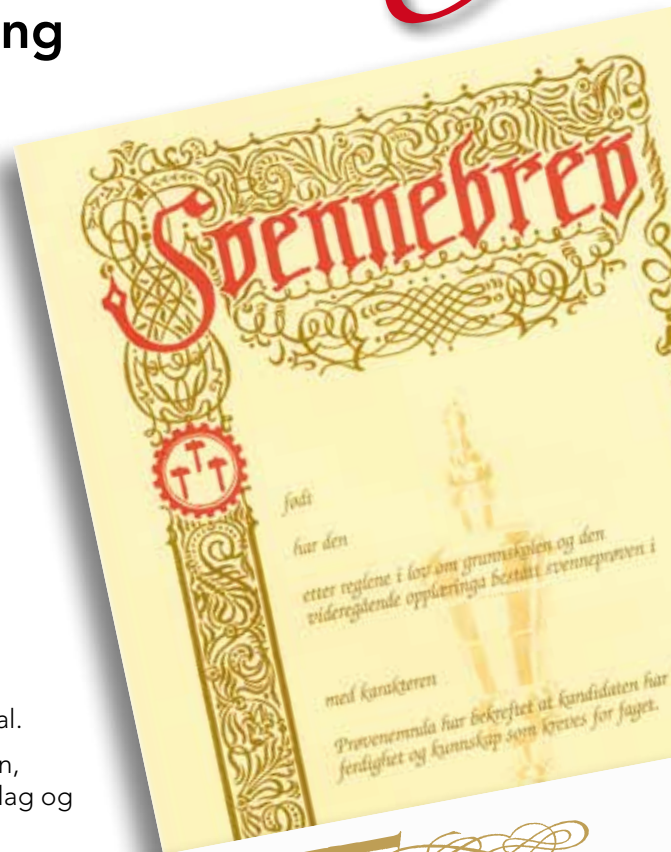 ng
Svennebrev
født
har den
etter reglene i lov om grunnskolen og den
videregående opplæringa bestått svenneprøven i
med karakteren
Prøvenemnda har bekreftet at kandidaten har
ferdighet og kunnskap som kreves for faget.
al.
n,
lag og